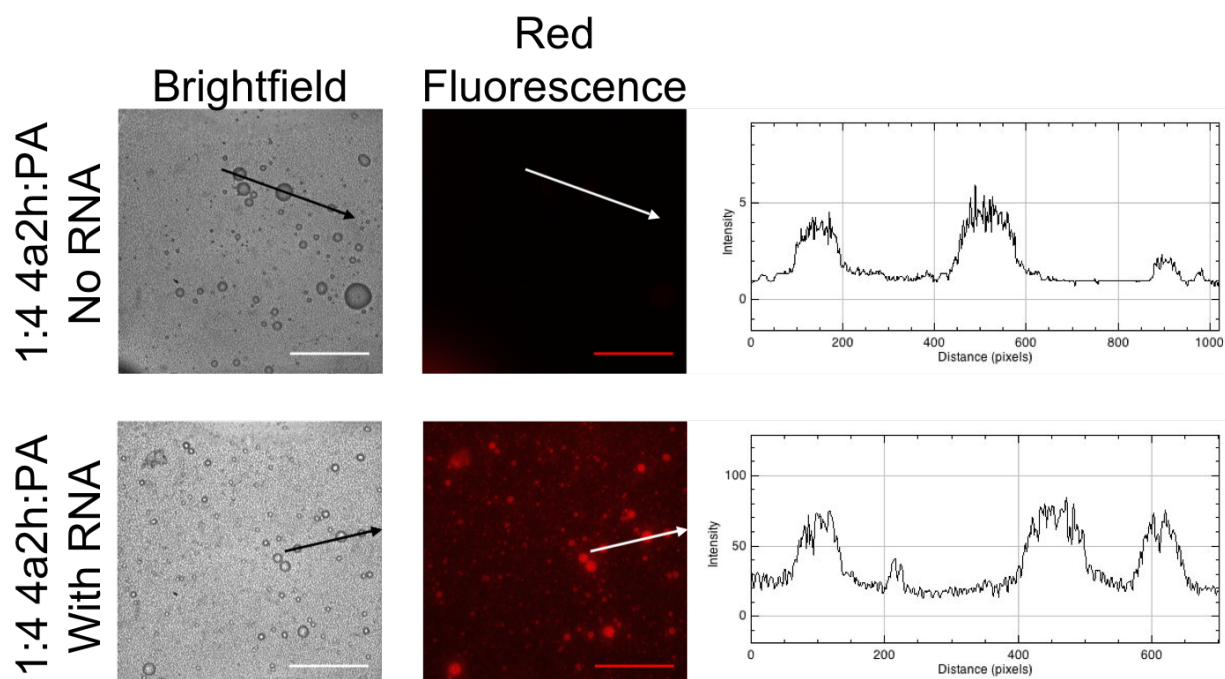 Brightfield
Red
Fluorescence
1:4 4a2h:PA
No RNA
Intensity
5
0
0
200
400
600
800
1000
Distance (pixels)
1:4 4a2h:PA
With RNA
Intensity
100
50
0
0
200
400
600
Distance (pixels)